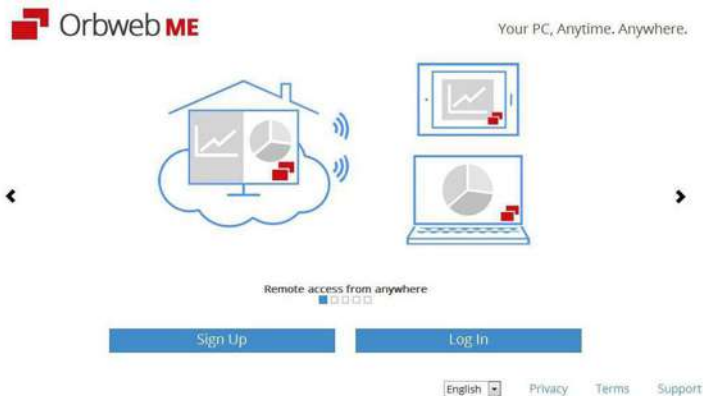 Orbweb ME
Your PC, Anytime. Anywhere.
Remote access from anywhere
Sign Up
Log In
English
Privacy
Terms
Support